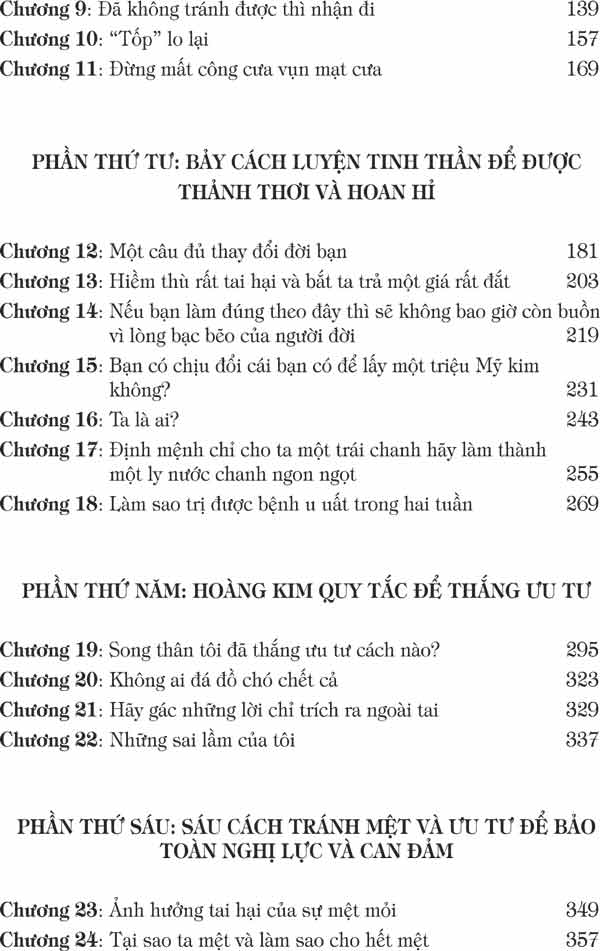 Chương 9: Đã không tránh được thì nhận đi 139
Chương 10: “Tốp” lo lại 157
Chương 11: Đừng mất công cưa vụn mạt cưa 169
PHẦN THỨ TƯ: BẢY CÁCH LUYỆN TINH THẦN ĐỂ ĐƯỢC
THẢNH THƠI VÀ HOAN HỈ
Chương 12: Một câu đủ thay đổi đời bạn 181
Chương 13: Hiềm thù rất tai hại và bắt ta trả một giá rất đắt 203
Chương 14: Nếu bạn làm đúng theo đây thì sẽ không bao giờ còn buồn
vì lòng bạc bẽo của người đời 219
Chương 15: Bạn có chịu đổi cái bạn có để lấy một triệu Mỹ kim
không? 231
Chương 16: Ta là ai? 243
Chương 17: Định mệnh chỉ cho ta một trái chanh hãy làm thành
một ly nước chanh ngon ngọt 255
Chương 18: Làm sao trị được bệnh u uất trong hai tuần 269
PHẦN THỨ NĂM: HOÀNG KIM QUY TẮC ĐỂ THẮNG ƯU TƯ
Chương 19: Song thân tôi đã thắng ưu tư cách nào? 295
Chương 20: Không ai đá đồ chó chết cả 323
Chương 21: Hãy gác những lời chỉ trích ra ngoài tai 329
Chương 22: Những sai lầm của tôi 337
PHẦN THỨ SÁU: SÁU CÁCH TRÁNH MỆT VÀ ƯU TƯ ĐỂ BẢO
TOÀN NGHỊ LỰC VÀ CAN ĐẢM
Chương 23: Ảnh hưởng tai hại của sự mệt mỏi 349
Chương 24: Tại sao ta mệt và làm sao cho hết mệt 357